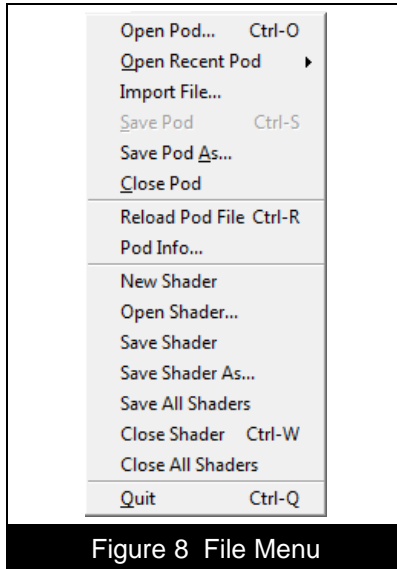 Open Pod... Ctrl-O
Open Recent Pod
Import File...
Save Pod Ctrl-S
Save Pod As...
Close Pod
Reload Pod File Ctrl-R
Pod Info...
New Shader
Open Shader...
Save Shader
Save Shader As...
Save All Shaders
Close Shader Ctrl-W
Close All Shaders
Quit Ctrl-Q
Figure 8 File Menu